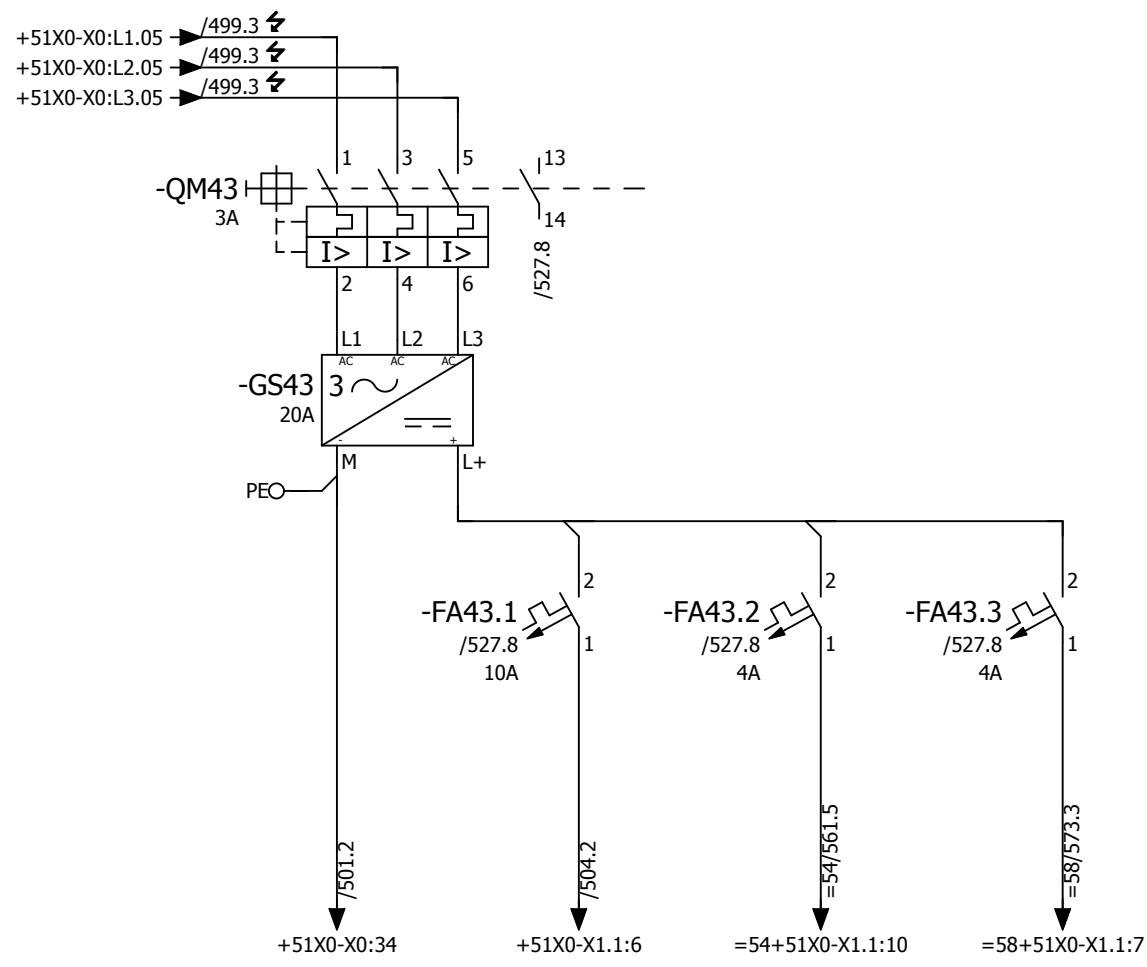 +51X0-X0:L1.05 /499.3
+51X0-X0:L2.05 /499.3
+51X0-X0:L3.05 /499.3
1 3 5 13
-QM43
3A
14
I> I> I>
/527.8
2 4 6
L1 L2 L3
AC AC AC
-GS43 3
20A
- +
M L+
PE
2 2 2
-FA43.1 -FA43.2 -FA43.3
/527.8 1 /527.8 1 /527.8 1
10A 4A 4A
/501.2 /504.2 =54/561.5 =58/573.3
+51X0-X0:34 +51X0-X1.1:6 =54+51X0-X1.1:10 =58+51X0-X1.1:7